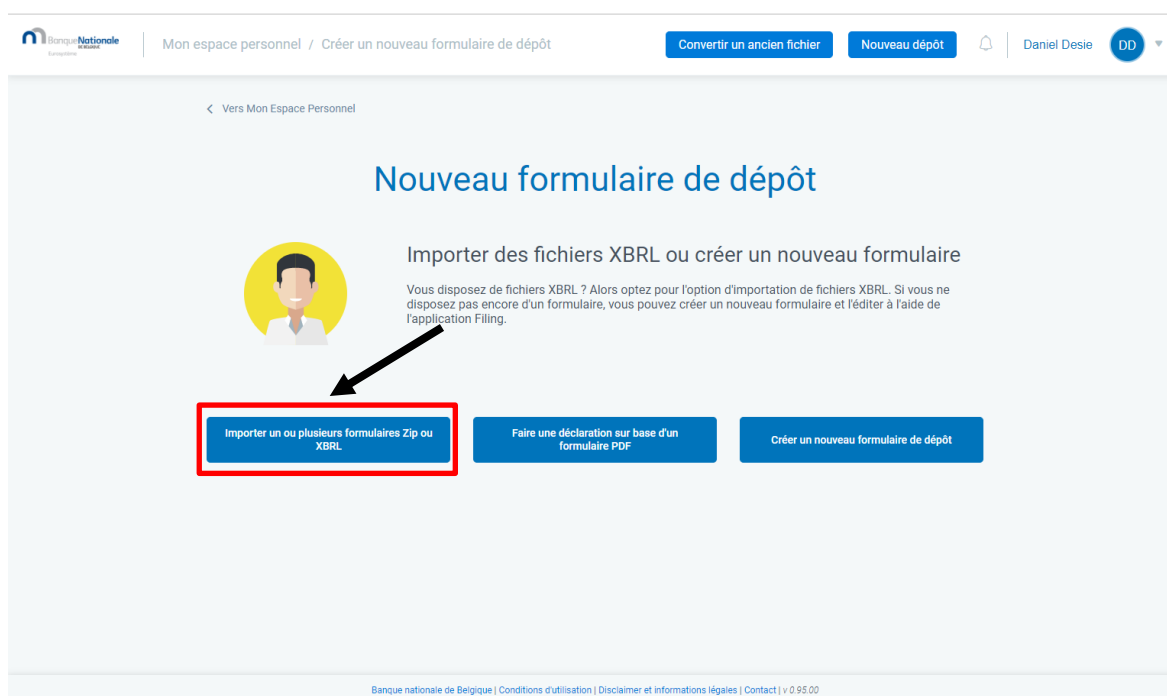 BanqueNationale
DE BELGIQUE
Eurosystème
Mon espace personnel / Créer un nouveau formulaire de dépôt
Convertir un ancien fichier
Nouveau dépôt
Daniel Desie
DD
Vers Mon Espace Personnel
Nouveau formulaire de dépôt
Importer des fichiers XBRL ou créer un nouveau formulaire
Vous disposez de fichiers XBRL ? Alors optez pour l'option d'importation de fichiers XBRL. Si vous ne
disposez pas encore d'un formulaire, vous pouvez créer un nouveau formulaire et l'éditer à l'aide de
l'application Filing.
Importer un ou plusieurs formulaires Zip ou
XBRL
Faire une déclaration sur base d'un
formulaire PDF
Créer un nouveau formulaire de dépôt
Banque nationale de Belgique | Conditions d'utilisation | Disclaimer et informations légales | Contact | v 0.95.00